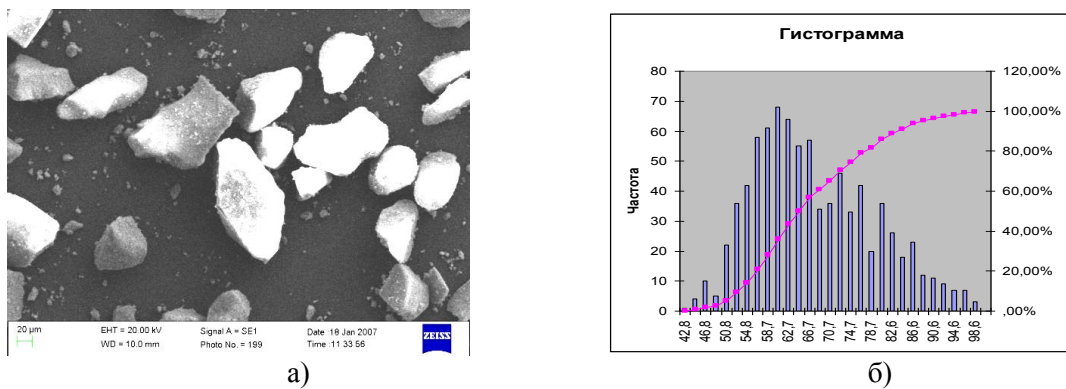 20 µm
EHT = 20.00 kV
Signal A = SE1
Date :18 Jan 2007
WD = 10.0 mm
Photo No. = 199
Time :11 33 56
ZEISS
а)
Гистограмма
Частота
80
70
60
50
40
30
20
10
0
120,00%
100,00%
80,00%
60,00%
40,00%
20,00%
,00%
42,6
46,8
50,8
54,8
58,7
62,7
66,7
70,7
74,7
78,7
82,6
86,6
90,6
94,6
98,6
б)